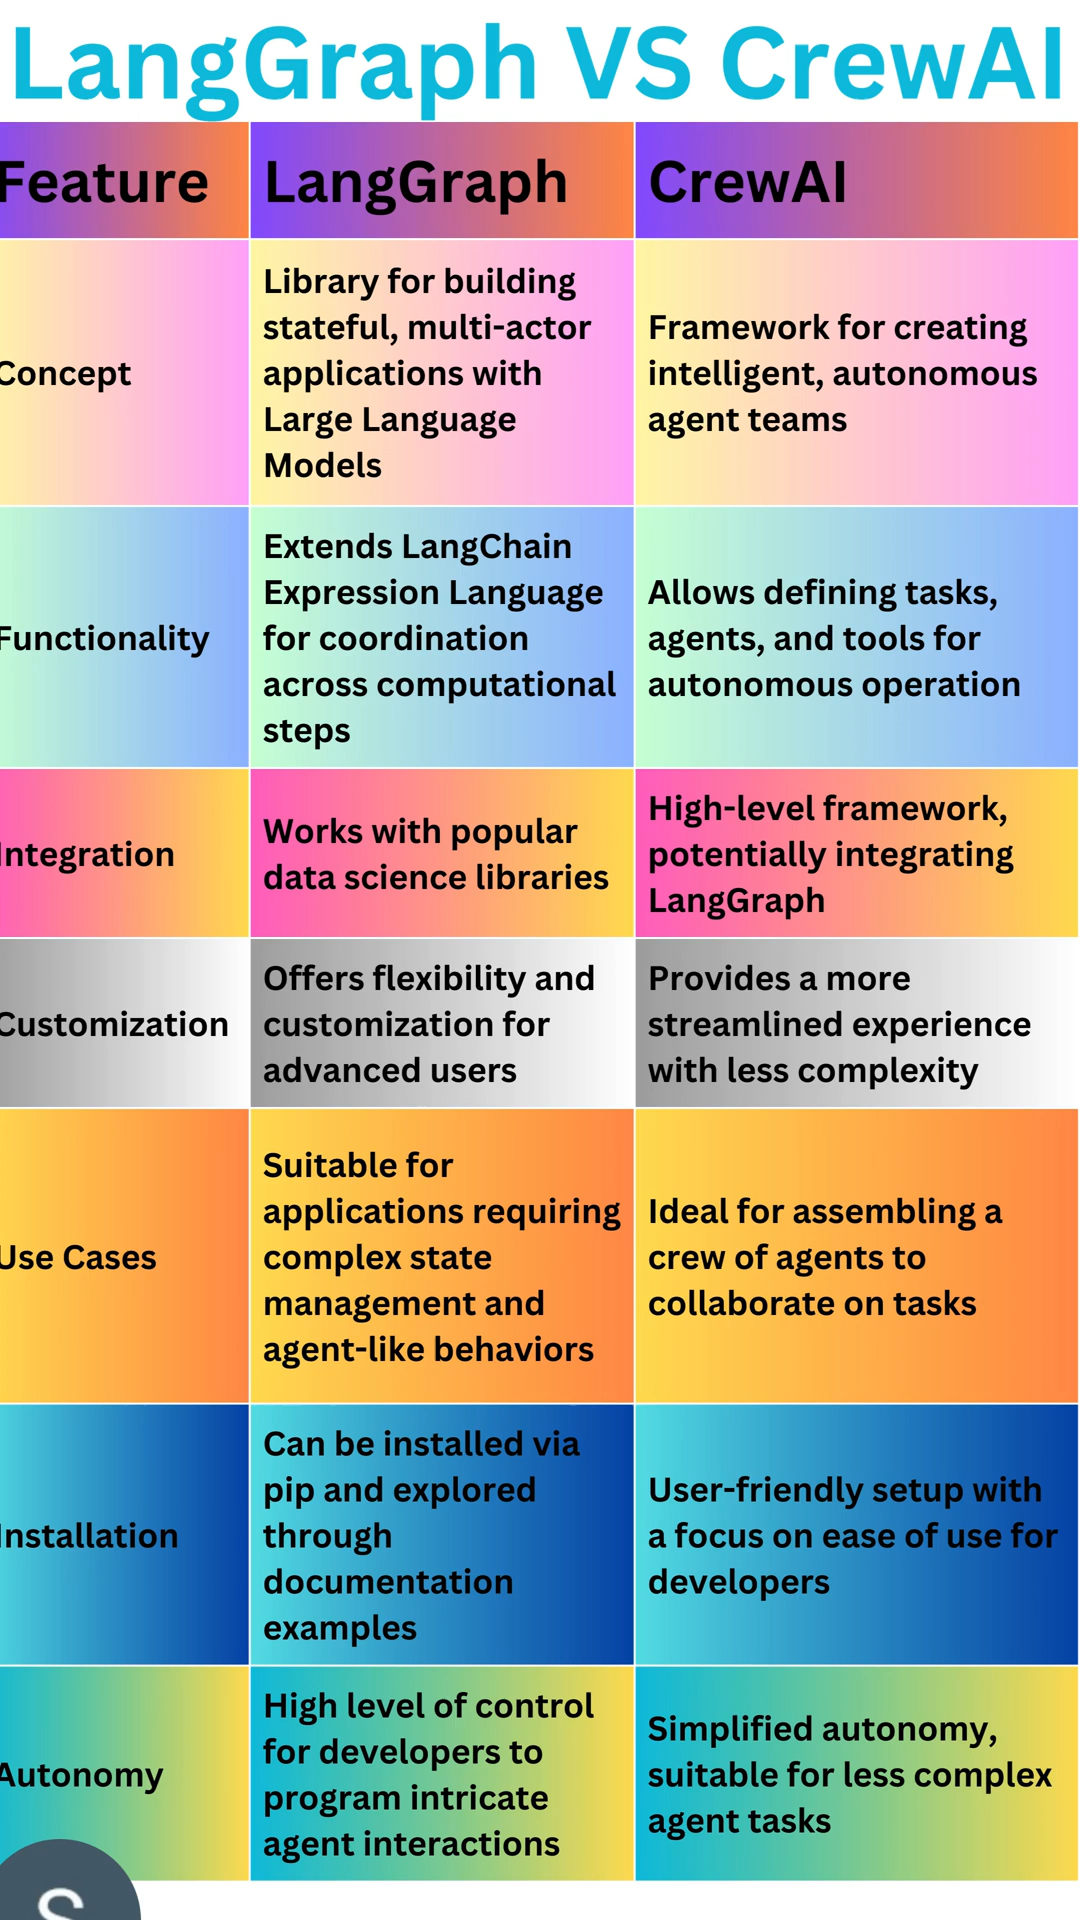 LangGraph VS CrewAI
Feature
LangGraph
CrewAI
Concept
Library for building
stateful, multi-actor
applications with
Large Language
Models
Framework for creating
intelligent, autonomous
agent teams
Functionality
Extends LangChain
Expression Language
for coordination
across computational
steps
Allows defining tasks,
agents, and tools for
autonomous operation
Integration
Works with popular
data science libraries
High-level framework,
potentially integrating
LangGraph
Customization
Offers flexibility and
customization for
advanced users
Provides a more
streamlined experience
with less complexity
Use Cases
Suitable for
applications requiring
complex state
management and
agent-like behaviors
Ideal for assembling a
crew of agents to
collaborate on tasks
Installation
Can be installed via
pip and explored
through
documentation
examples
User-friendly setup with
a focus on ease of use for
developers
Autonomy
High level of control
for developers to
program intricate
agent interactions
Simplified autonomy,
suitable for less complex
agent tasks
S